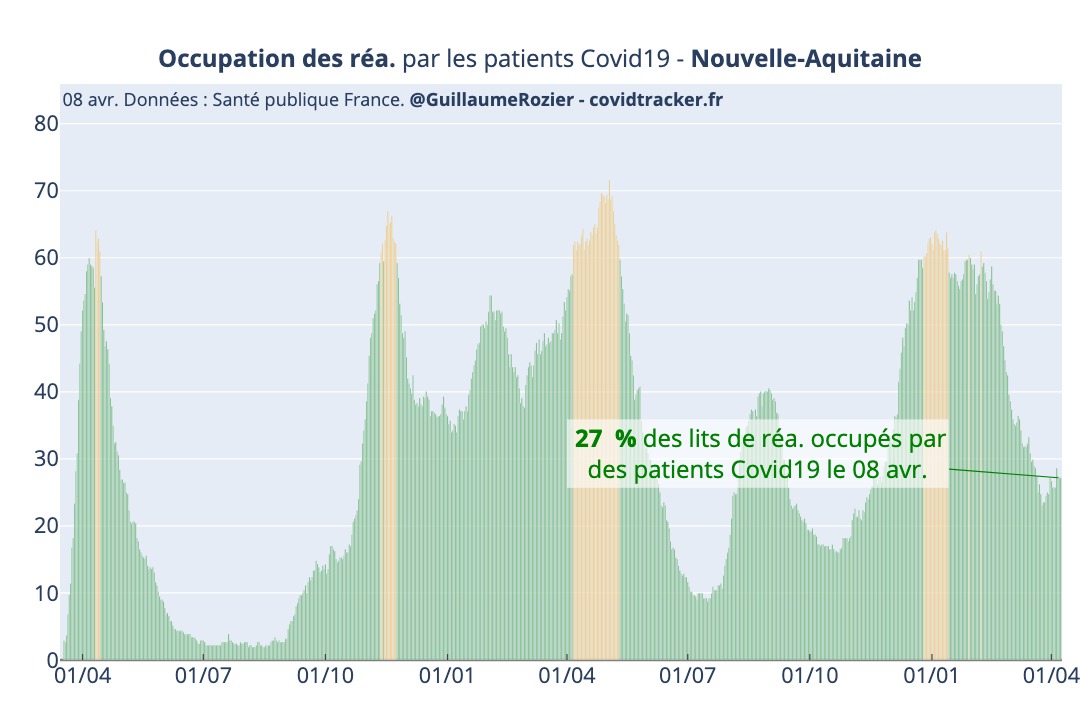 Occupation des réa. par les patients Covid19 - Nouvelle-Aquitaine
08 avr. Données : Santé publique France. @GuillaumeRozier - covidtracker.fr
80
70
60
50
40
30
20
10
0
27 % des lits de réa. occupés par
des patients Covid19 le 08 avr.
01/04 01/07 01/10 01/01 01/04 01/07 01/10 01/01 01/04